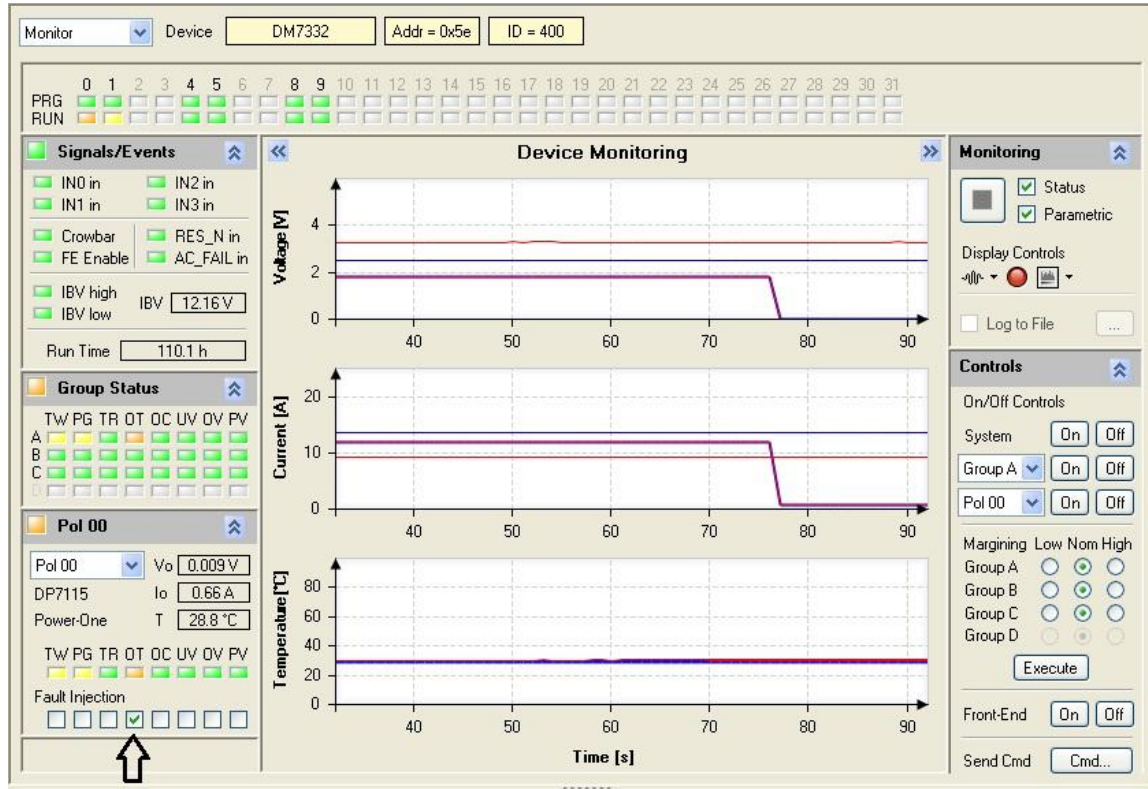 Monitor Device DM7332 Addr = 0x5e ID = 400
0 1 2 3 4 5 6 7 8 9 10 11 12 13 14 15 16 17 18 19 20 21 22 23 24 25 26 27 28 29 30 31
PRG
RUN
Signals/Events
IN0 in IN2 in
IN1 in IN3 in
Crowbar RES_N in
FE Enable AC_FAIL in
IBV high
IBV low
IBV 12.16 V
Run Time 110.1 h
Group Status
TW PG TR OT OC UV OV PV
A
B
C
D
Pol 00
Pol 00 Vo 0.009 V
DP7115 Io 0.66 A
Power-One T 28.8 °C
TW PG TR OT OC UV OV PV
Fault Injection
Device Monitoring
Voltage [V]
4
2
0
40 50 60 70 80 90
Current [A]
20
10
0
40 50 60 70 80 90
Temperature [°C]
80
60
40
20
0
40 50 60 70 80 90
Time [s]
Monitoring
Status
Parametric
Display Controls
Log to File ...
Controls
On/Off Controls
System On Off
Group A On Off
Pol 00 On Off
Margining Low Nom High
Group A
Group B
Group C
Group D
Execute
Front-End On Off
Send Cmd Cmd...